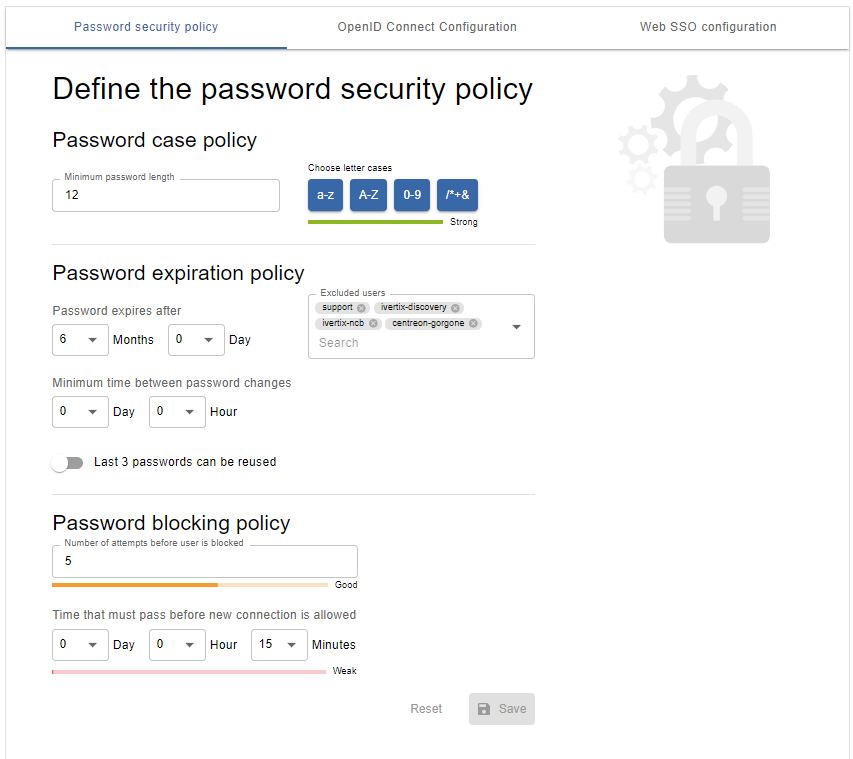 Password security policy
OpenID Connect Configuration
Web SSO configuration
Define the password security policy
Password case policy
Minimum password length
12
Choose letter cases
a-z A-Z 0-9 /*+&
Strong
Password expiration policy
Password expires after
6 Months 0 Day
Excluded users
support ivertix-discovery
ivertix-ncb centreon-gorgone
Search
Minimum time between password changes
0 Day 0 Hour
Last 3 passwords can be reused
Password blocking policy
Number of attempts before user is blocked
5
Good
Time that must pass before new connection is allowed
0 Day 0 Hour 15 Minutes
Weak
Reset Save